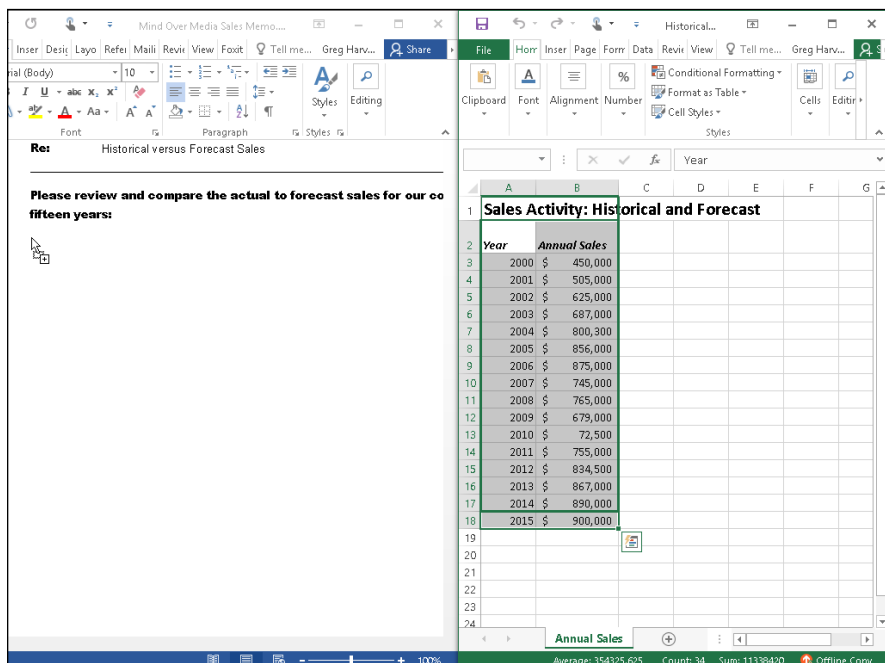 Mind Over Media Sales Memo....
Inser Desig Layo Refer Maili Revie View Foxit Tell me... Greg Harv... Share
rial (Body) 10
I U abc x₂ x²
aby A Aa A A
Styles Editing
Font Paragraph Styles
Re: Historical versus Forecast Sales
Please review and compare the actual to forecast sales for our co
fifteen years:
100%
Historical...
File Hom Inser Page Form Data Revie View Tell me... Greg Harv... S
Clipboard Font Alignment Number
Conditional Formatting
Format as Table
Cell Styles
Cells Editin
Styles
fx Year
A B C D E F G
1 Sales Activity: Historical and Forecast
2 Year Annual Sales
3 2000 $ 450,000
4 2001 $ 505,000
5 2002 $ 625,000
6 2003 $ 687,000
7 2004 $ 800,300
8 2005 $ 856,000
9 2006 $ 875,000
10 2007 $ 745,000
11 2008 $ 765,000
12 2009 $ 679,000
13 2010 $ 72,500
14 2011 $ 755,000
15 2012 $ 834,500
16 2013 $ 867,000
17 2014 $ 890,000
18 2015 $ 900,000
19
20
21
22
23
24
Annual Sales
Average: 354325.625 Count: 34 Sum: 11338420 Offline Copy